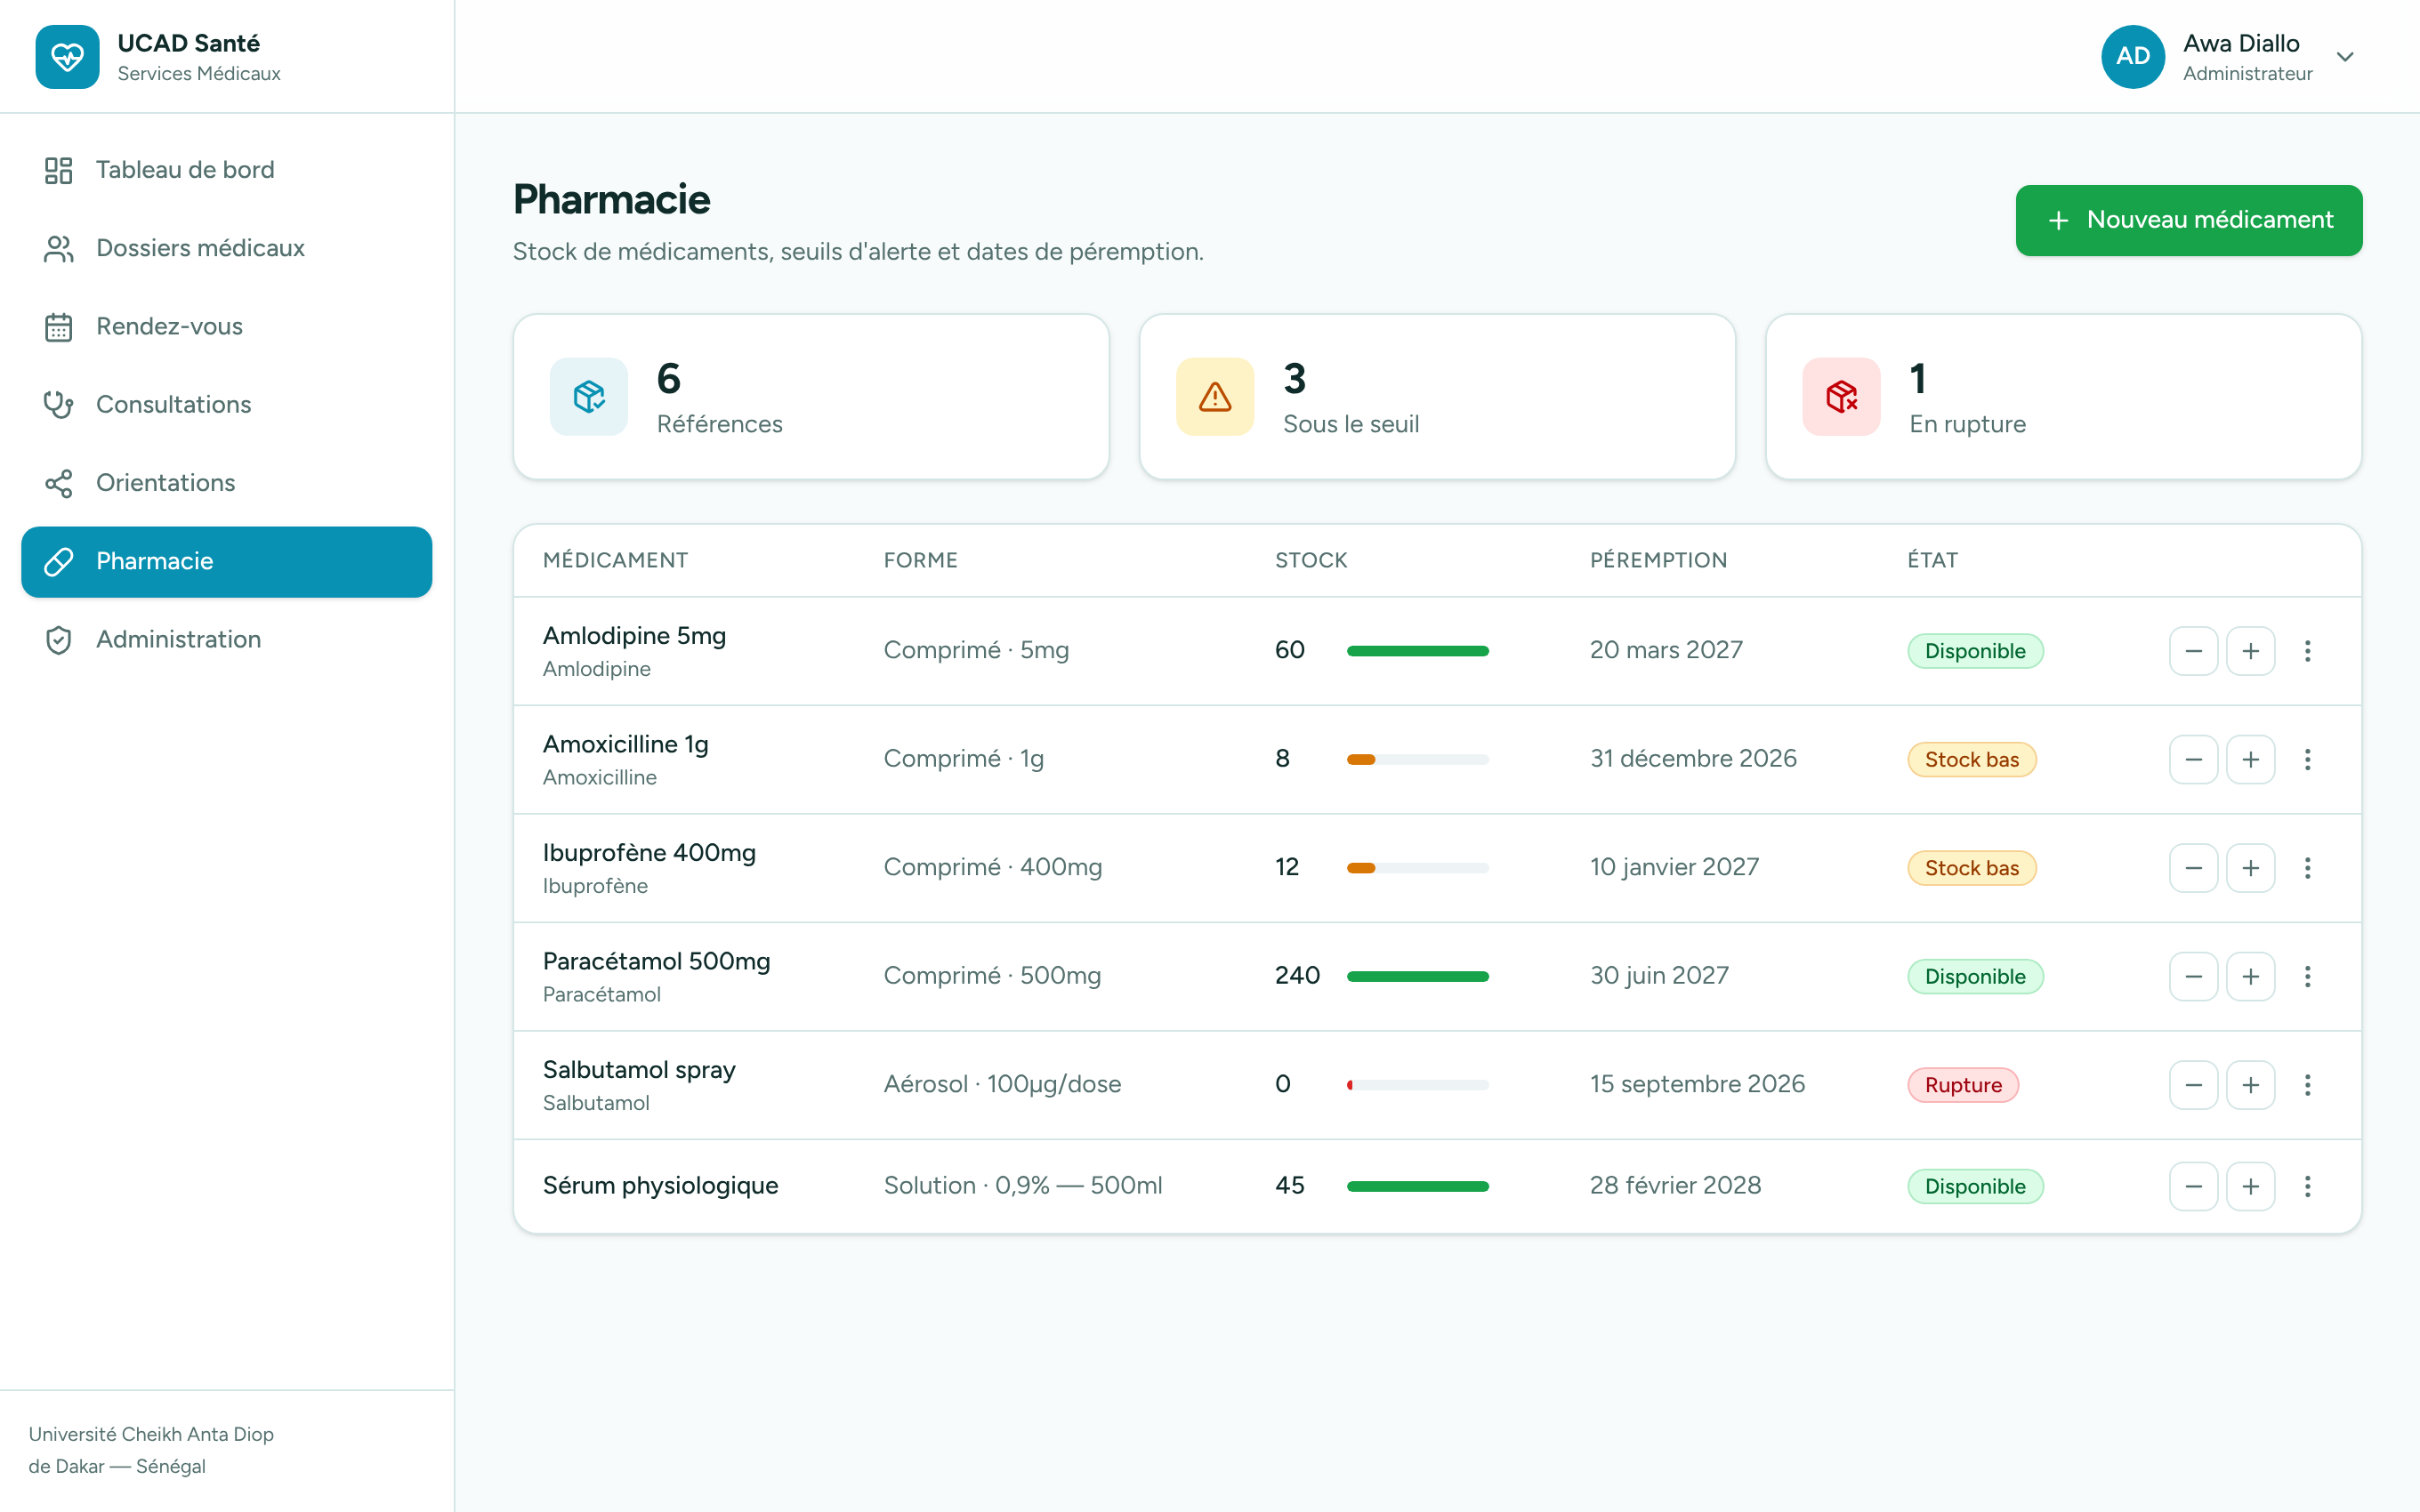 UCAD Santé
Services Médicaux
AD
Awa Diallo
Administrateur
Tableau de bord
Dossiers médicaux
Rendez-vous
Consultations
Orientations
Pharmacie
Administration
Université Cheikh Anta Diop
de Dakar — Sénégal
Pharmacie
Stock de médicaments, seuils d'alerte et dates de péremption.
+ Nouveau médicament
6
Références
3
Sous le seuil
1
En rupture
MÉDICAMENT FORME STOCK PÉREMPTION ÉTAT
Amlodipine 5mg
Amlodipine
Comprimé · 5mg 60 20 mars 2027 Disponible
Amoxicilline 1g
Amoxicilline
Comprimé · 1g 8 31 décembre 2026 Stock bas
Ibuprofène 400mg
Ibuprofène
Comprimé · 400mg 12 10 janvier 2027 Stock bas
Paracétamol 500mg
Paracétamol
Comprimé · 500mg 240 30 juin 2027 Disponible
Salbutamol spray
Salbutamol
Aérosol · 100µg/dose 0 15 septembre 2026 Rupture
Sérum physiologique Solution · 0,9% — 500ml 45 28 février 2028 Disponible